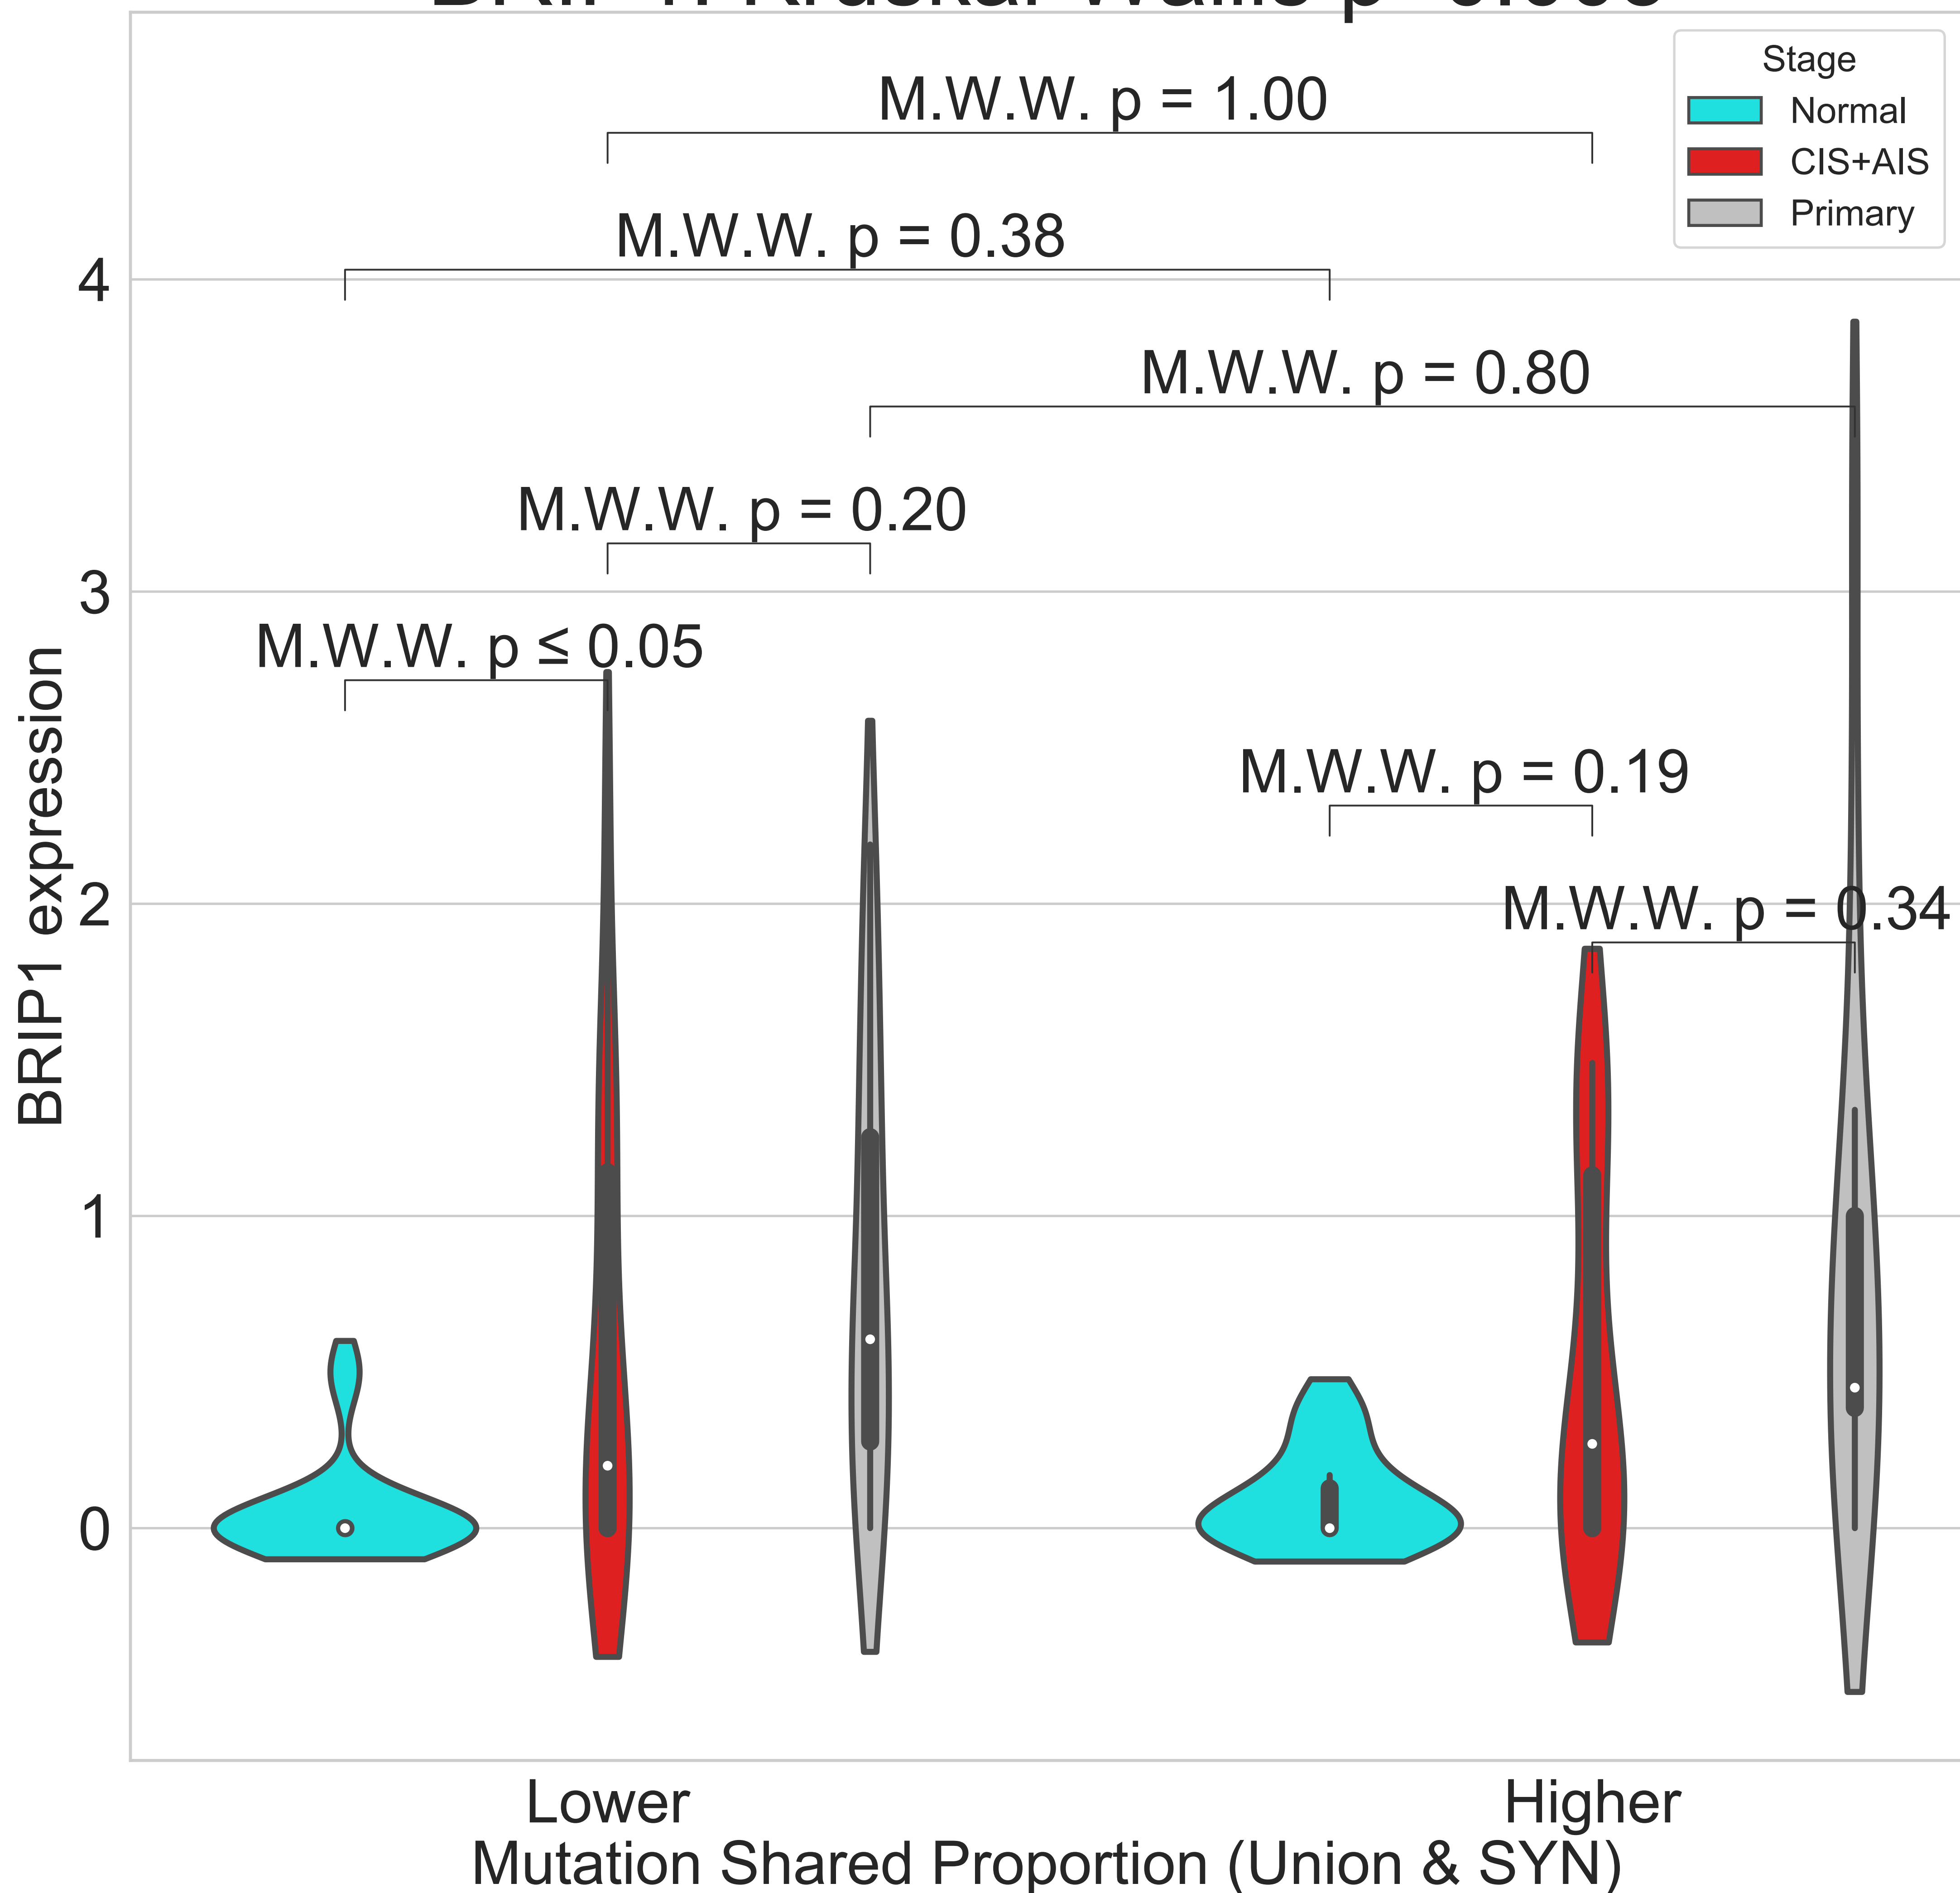 Stage
Normal
CIS+AIS
Primary
M.W.W. p = 1.00
M.W.W. p = 0.38
M.W.W. p = 0.80
M.W.W. p = 0.20
M.W.W. p ≤ 0.05
M.W.W. p = 0.19
M.W.W. p = 0.34
4
3
2
1
0
BRIP1 expression
Lower
Higher
Mutation Shared Proportion (Union & SYN)